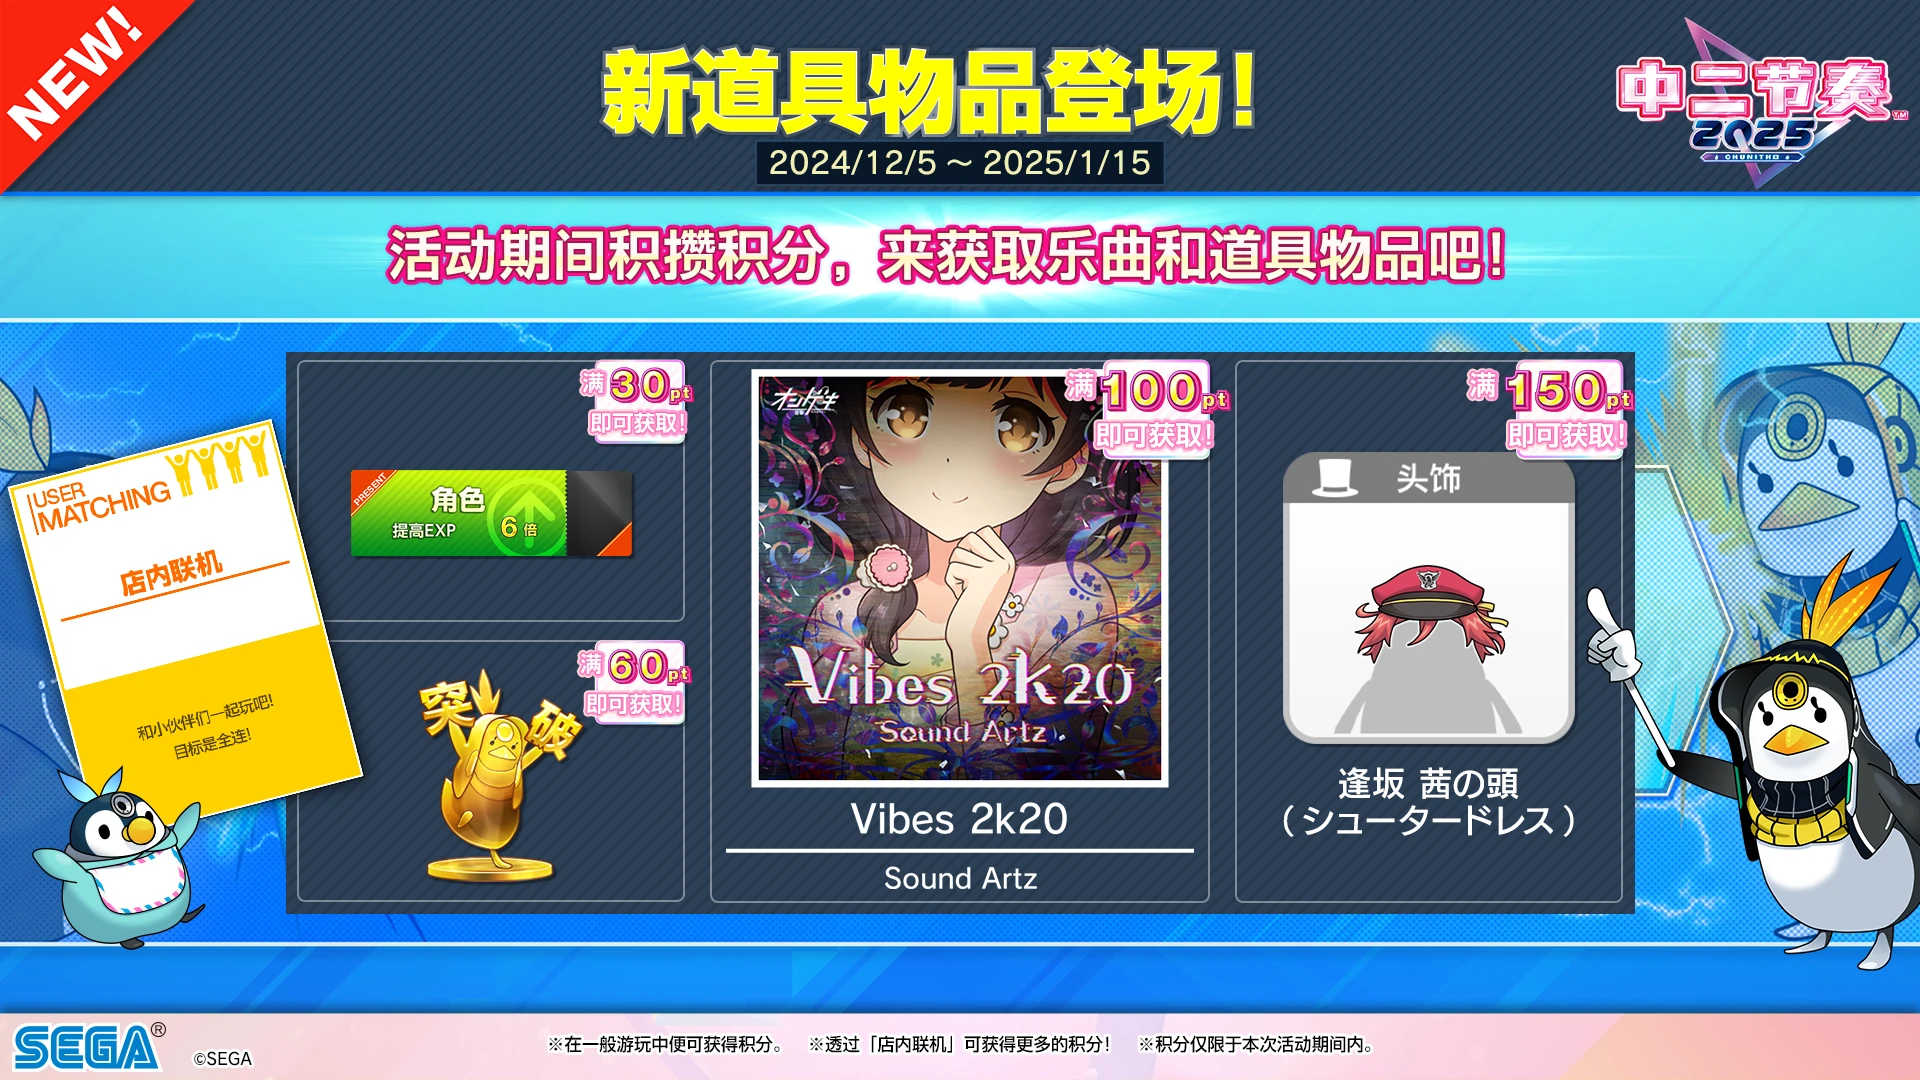 NEW!
新道具物品登场！
2024/12/5 ～ 2025/1/15
中二节奏™
2025
CHUNITHM
活动期间积攒积分，来获取乐曲和道具物品吧！
USER
MATCHING
店内联机
和小伙伴们一起玩吧!
目标是全连!
满30pt
即可获取！
PRESENT
角色
提高EXP
6倍
满60pt
即可获取！
突破
满100pt
即可获取！
オンゲキ
Vibes 2k20
Sound Artz
Vibes 2k20
Sound Artz
满150pt
即可获取！
头饰
逢坂 茜の頭
（シュータードレス）
SEGA®
©SEGA
※在一般游玩中便可获得积分。 ※透过「店内联机」可获得更多的积分！ ※积分仅限于本次活动期间内。